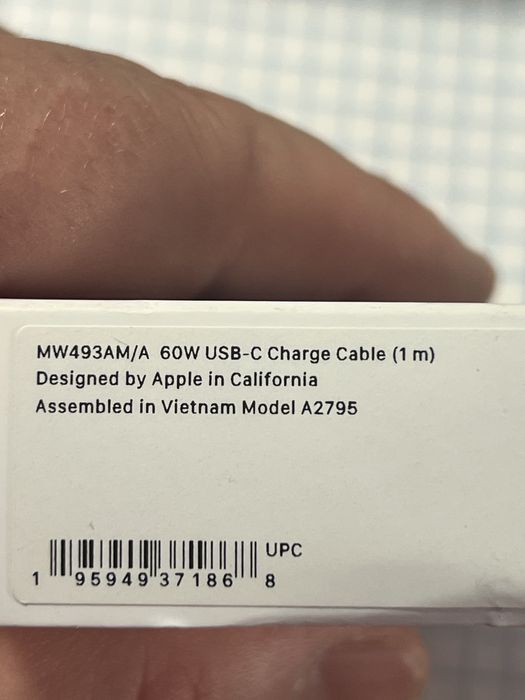 MW493AM/A 60W USB-C Charge Cable (1 m)
Designed by Apple in California
Assembled in Vietnam Model A2795
UPC
1 95949 37186 8